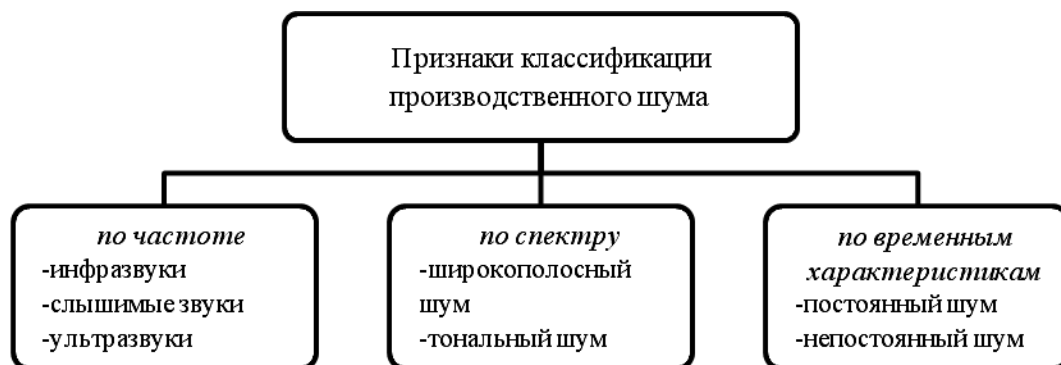 Признаки классификации
производственного шума
по частоте
-инфразвуки
-слышимые звуки
-ультразвуки
по спектру
-широкополосный
шум
-тональный шум
по временным
характеристикам
-постоянный шум
-непостоянный шум